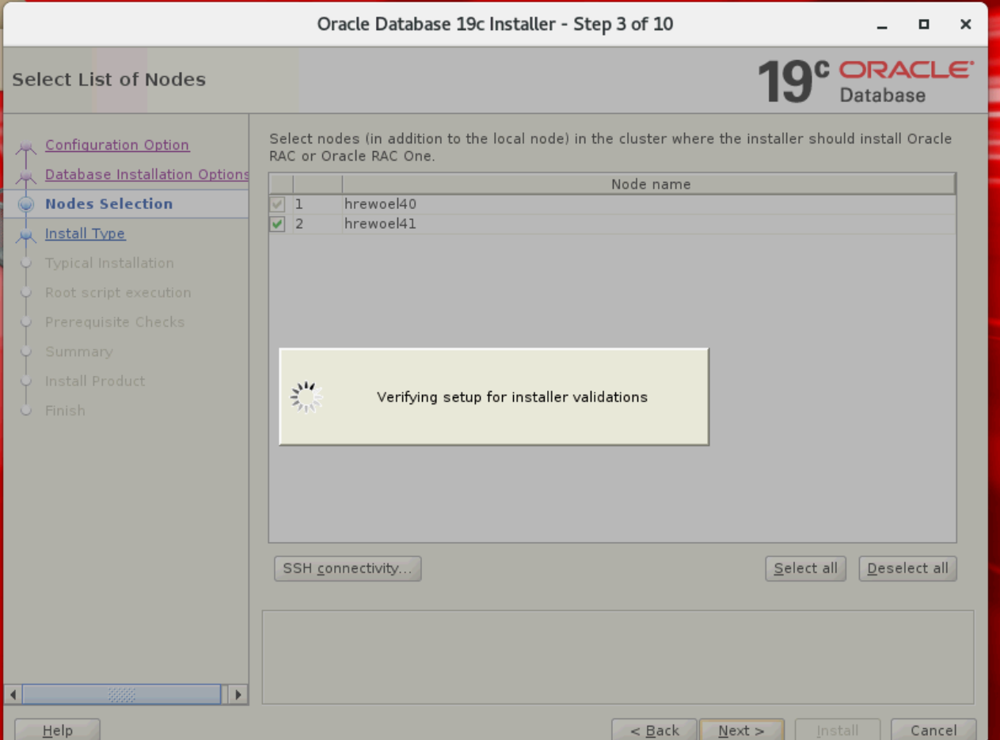 Oracle Database 19c Installer - Step 3 of 10
Select List of Nodes
19c ORACLE
Database
Configuration Option
Database Installation Options
Nodes Selection
Install Type
Typical Installation
Root script execution
Prerequisite Checks
Summary
Install Product
Finish
Select nodes (in addition to the local node) in the cluster where the installer should install Oracle
RAC or Oracle RAC One.
Node name
1 hrewoel40
2 hrewoel41
Verifying setup for installer validations
SSH connectivity...
Select all
Deselect all
Help
< Back
Next >
Install
Cancel